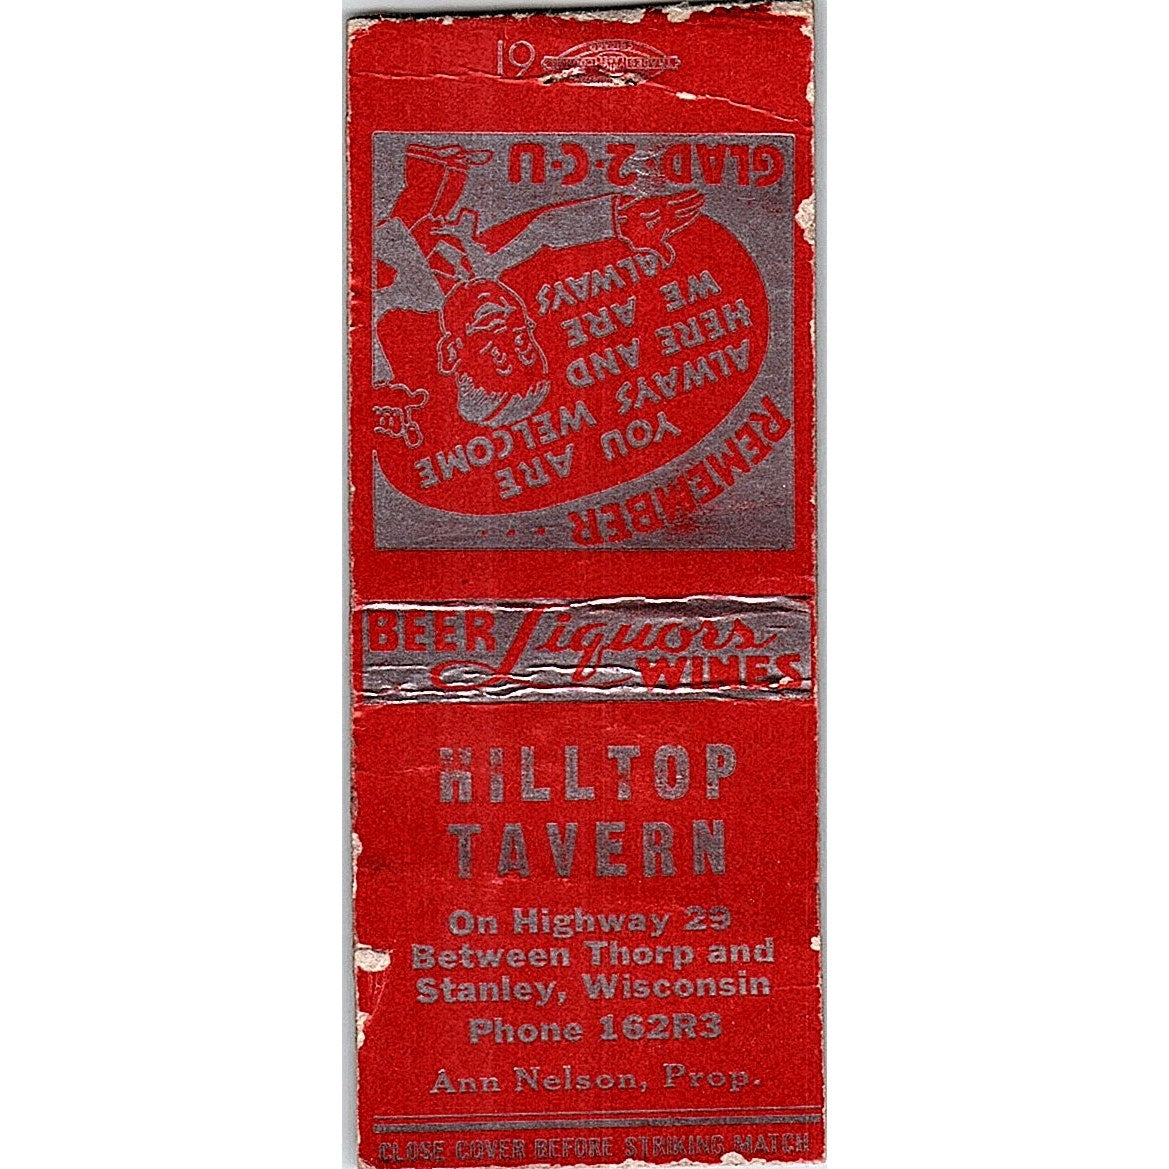 61
REMEMBER . . .
YOU ARE
ALWAYS WELCOME
HERE AND
WE ARE
ALWAYS
GLAD-2-C-U
BEER Liquors WINES
HILLTOP
TAVERN
On Highway 29
Between Thorp and
Stanley, Wisconsin
Phone 162R3
Ann Nelson, Prop.
CLOSE COVER BEFORE STRIKING MATCH